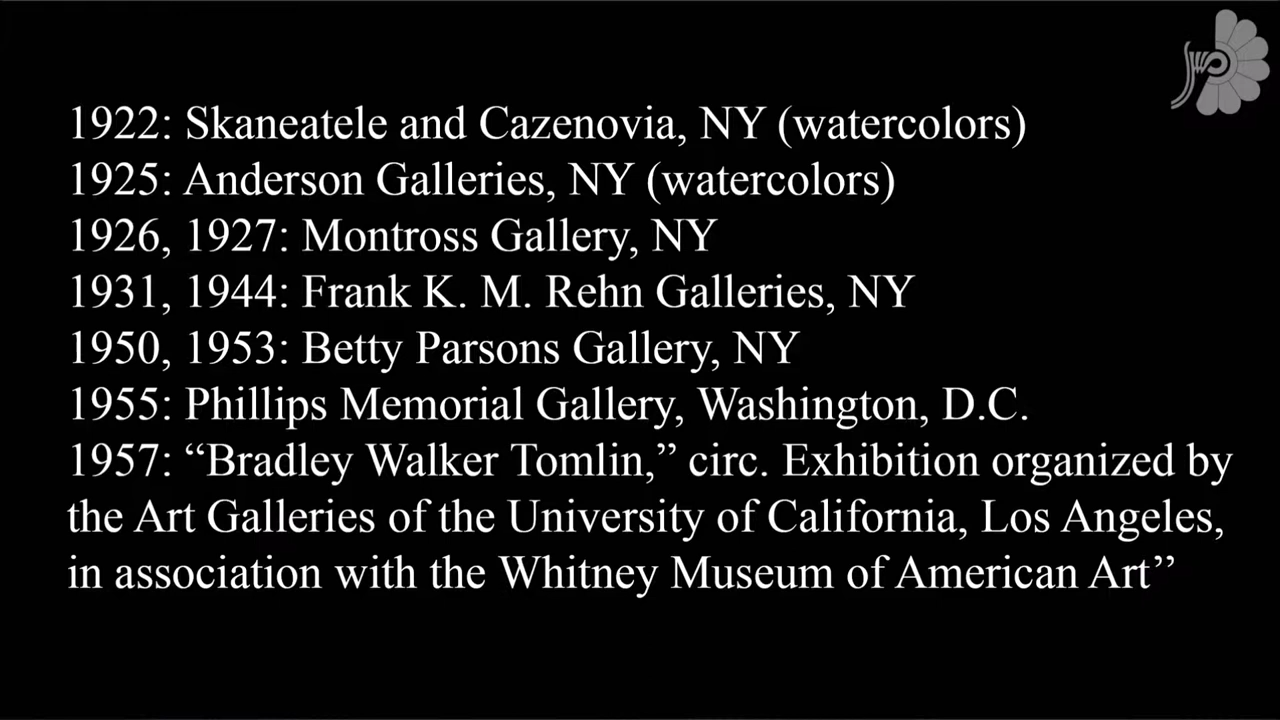 1922: Skaneatele and Cazenovia, NY (watercolors)
1925: Anderson Galleries, NY (watercolors)
1926, 1927: Montross Gallery, NY
1931, 1944: Frank K. M. Rehn Galleries, NY
1950, 1953: Betty Parsons Gallery, NY
1955: Phillips Memorial Gallery, Washington, D.C.
1957: “Bradley Walker Tomlin,” circ. Exhibition organized by
the Art Galleries of the University of California, Los Angeles,
in association with the Whitney Museum of American Art”